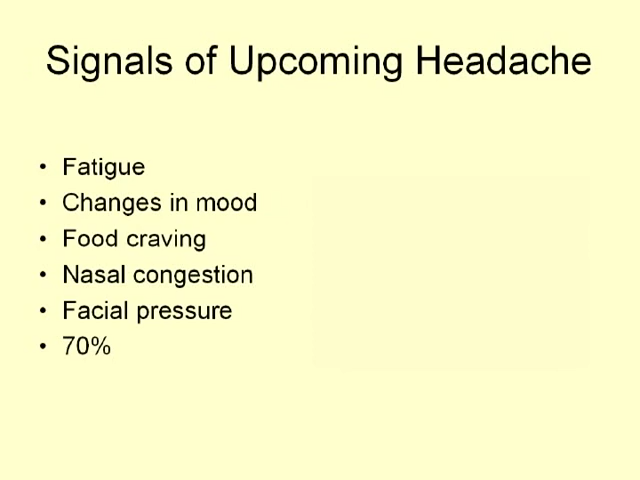 Signals of Upcoming Headache
• Fatigue
• Changes in mood
• Food craving
• Nasal congestion
• Facial pressure
• 70%